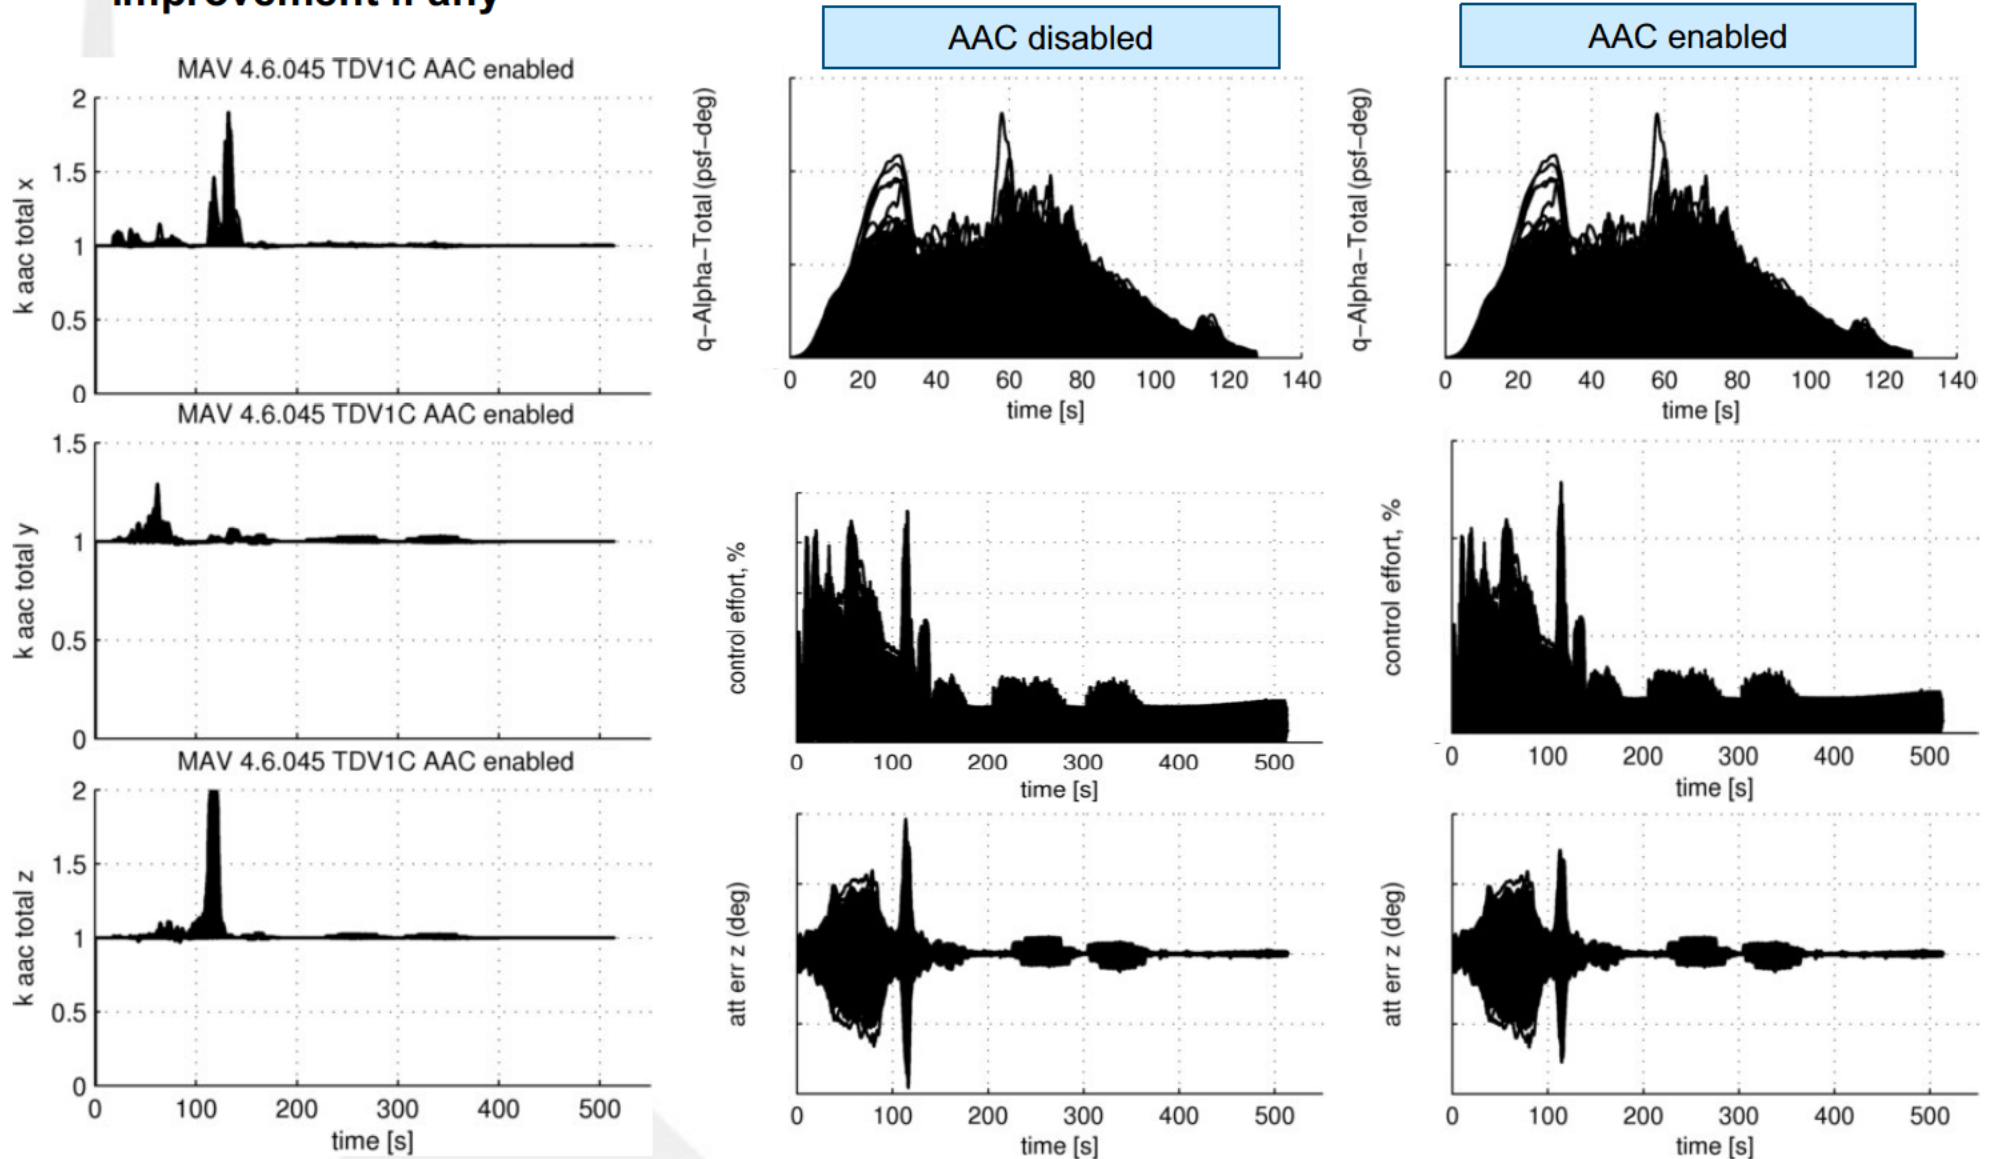 improvement if any
MAV 4.6.045 TDV1C AAC enabled
k aac total x
2
1.5
1
0.5
0
MAV 4.6.045 TDV1C AAC enabled
k aac total y
1.5
1
0.5
0
MAV 4.6.045 TDV1C AAC enabled
k aac total z
2
1.5
1
0.5
0
0 100 200 300 400 500
time [s]
AAC disabled
q-Alpha-Total (psf-deg)
0 20 40 60 80 100 120 140
time [s]
control effort, %
0 100 200 300 400 500
time [s]
att err z (deg)
0 100 200 300 400 500
time [s]
AAC enabled
q-Alpha-Total (psf-deg)
0 20 40 60 80 100 120 140
time [s]
control effort, %
0 100 200 300 400 500
time [s]
att err z (deg)
0 100 200 300 400 500
time [s]